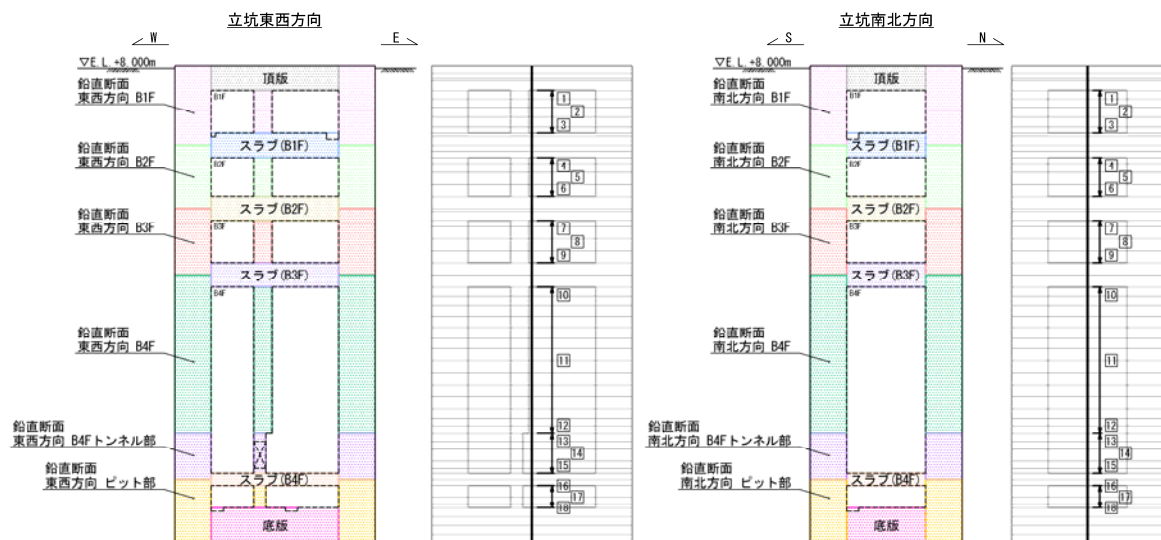 立坑東西方向
W
E
▽E.L.+8.000m
頂版
鉛直断面
東西方向 B1F
B1F
スラブ(B1F)
鉛直断面
東西方向 B2F
B2F
スラブ(B2F)
鉛直断面
東西方向 B3F
B3F
スラブ(B3F)
B4F
鉛直断面
東西方向 B4F
鉛直断面
東西方向 B4Fトンネル部
スラブ(B4F)
鉛直断面
東西方向 ピット部
底版
1
2
3
4
5
6
7
8
9
10
11
12
13
14
15
16
17
18
立坑南北方向
S
N
▽E.L.+8.000m
頂版
鉛直断面
南北方向 B1F
B1F
スラブ(B1F)
鉛直断面
南北方向 B2F
B2F
スラブ(B2F)
鉛直断面
南北方向 B3F
B3F
スラブ(B3F)
B4F
鉛直断面
南北方向 B4F
鉛直断面
南北方向 B4Fトンネル部
スラブ(B4F)
鉛直断面
南北方向 ピット部
底版
1
2
3
4
5
6
7
8
9
10
11
12
13
14
15
16
17
18